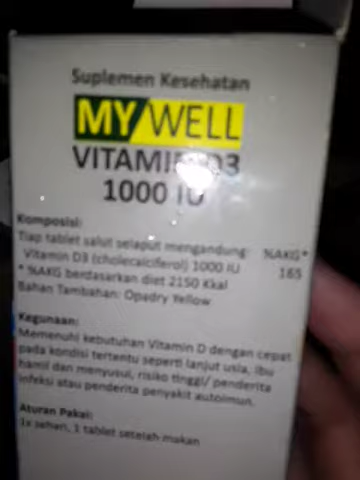 Suplemen Kesehatan
MY WELL
VITAMIN D3
1000 IU
Komposisi:
Tiap tablet salut selaput mengandung: %AKG*
Vitamin D3 (cholecalciferol) 1000 IU 165
* %AKG berdasarkan diet 2150 Kkal
Bahan Tambahan: Opadry Yellow
Kegunaan:
Memenuhi kebutuhan Vitamin D dengan cepat
pada kondisi tertentu seperti lanjut usia, ibu
hamil dan menyusui, risiko tinggi/ penderita
infeksi atau penderita penyakit autoimun.
Aturan Pakai:
1x sehari, 1 tablet setelah makan